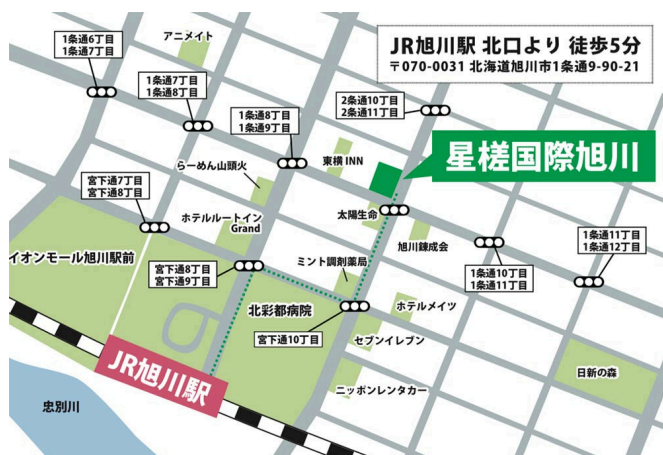 JR旭川駅 北口より 徒歩5分
〒070-0031 北海道旭川市1条通9-90-21
アニメイト
1条通6丁目
1条通7丁目
1条通7丁目
1条通8丁目
1条通8丁目
1条通9丁目
2条通10丁目
2条通11丁目
星槎国際旭川
東横 INN
らーめん山頭火
宮下通7丁目
宮下通8丁目
太陽生命
ホテルルートイン
Grand
旭川錬成会
1条通11丁目
1条通12丁目
イオンモール旭川駅前
ミント調剤薬局
宮下通8丁目
宮下通9丁目
1条通10丁目
1条通11丁目
北彩都病院
ホテルメイツ
宮下通10丁目
セブンイレブン
JR旭川駅
日新の森
ニッポンレンタカー
忠別川